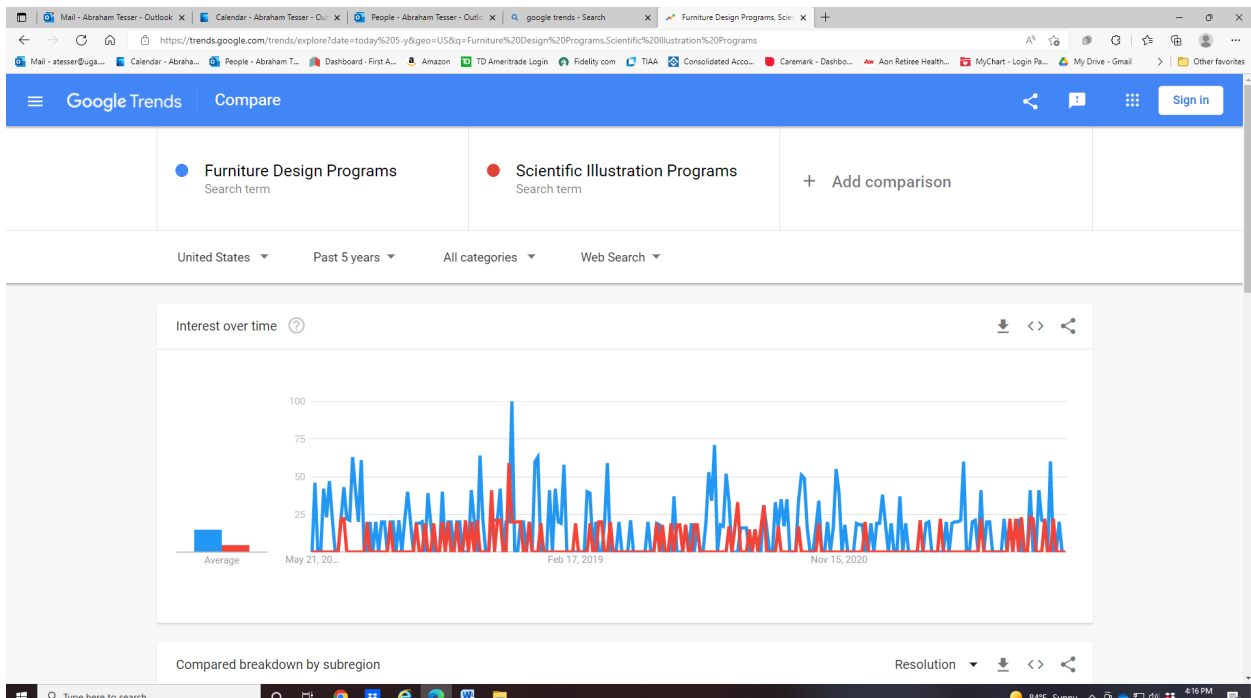 Mail - Abraham Tesser - Outlook
Calendar - Abraham Tesser - Out
People - Abraham Tesser - Outlo
google trends - Search
Furniture Design Programs, Scie
https://trends.google.com/trends/explore?date=today%205-y&geo=US&q=Furniture%20Design%20Programs,Scientific%20Illustration%20Programs
Mail - atesser@uga....
Calendar - Abraha...
People - Abraham T...
Dashboard - First A...
Amazon
TD Ameritrade Login
Fidelity com
TIAA
Consolidated Acco...
Caremark - Dashbo...
Aon Retiree Health...
MyChart - Login Pa...
My Drive - Gmail
Other favorites
Google Trends
Compare
Sign in
Furniture Design Programs
Search term
Scientific Illustration Programs
Search term
+ Add comparison
United States
Past 5 years
All categories
Web Search
Interest over time
100
75
50
25
Average
May 21, 20...
Feb 17, 2019
Nov 15, 2020
Compared breakdown by subregion
Resolution
Type here to search
84°F Sunny
4:16 PM